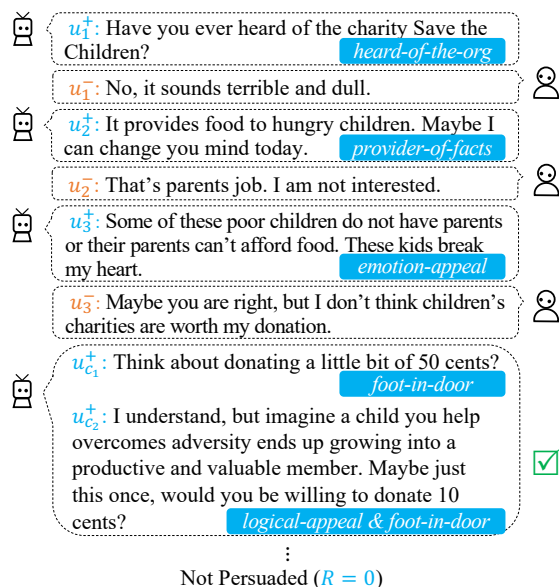 u₁⁺: Have you ever heard of the charity Save the
Children?
heard-of-the-org
u₁⁻: No, it sounds terrible and dull.
u₂⁺: It provides food to hungry children. Maybe I
can change you mind today.
provider-of-facts
u₂⁻: That's parents job. I am not interested.
u₃⁺: Some of these poor children do not have parents
or their parents can't afford food. These kids break
my heart.
emotion-appeal
u₃⁻: Maybe you are right, but I don't think children's
charities are worth my donation.
u_{c₁}⁺: Think about donating a little bit of 50 cents?
foot-in-door
u_{c₂}⁺: I understand, but imagine a child you help
overcomes adversity ends up growing into a
productive and valuable member. Maybe just
this once, would you be willing to donate 10
cents?
logical-appeal & foot-in-door
⋮
Not Persuaded (R = 0)